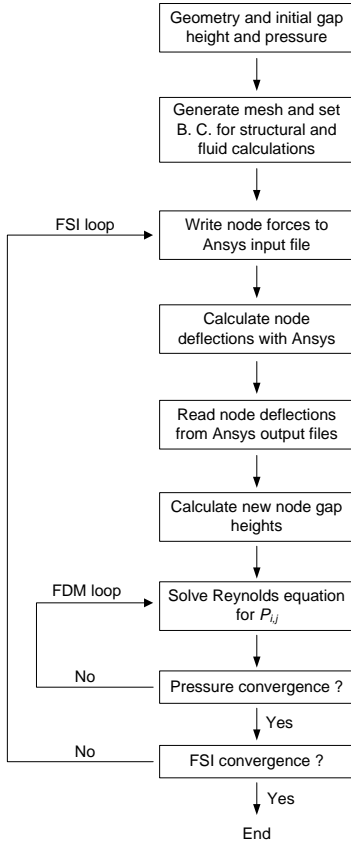 Geometry and initial gap
height and pressure
Generate mesh and set
B. C. for structural and
fluid calculations
FSI loop
Write node forces to
Ansys input file
Calculate node
deflections with Ansys
Read node deflections
from Ansys output files
Calculate new node gap
heights
FDM loop
Solve Reynolds equation
for P_{i,j}
No
Pressure convergence ?
Yes
No
FSI convergence ?
Yes
End